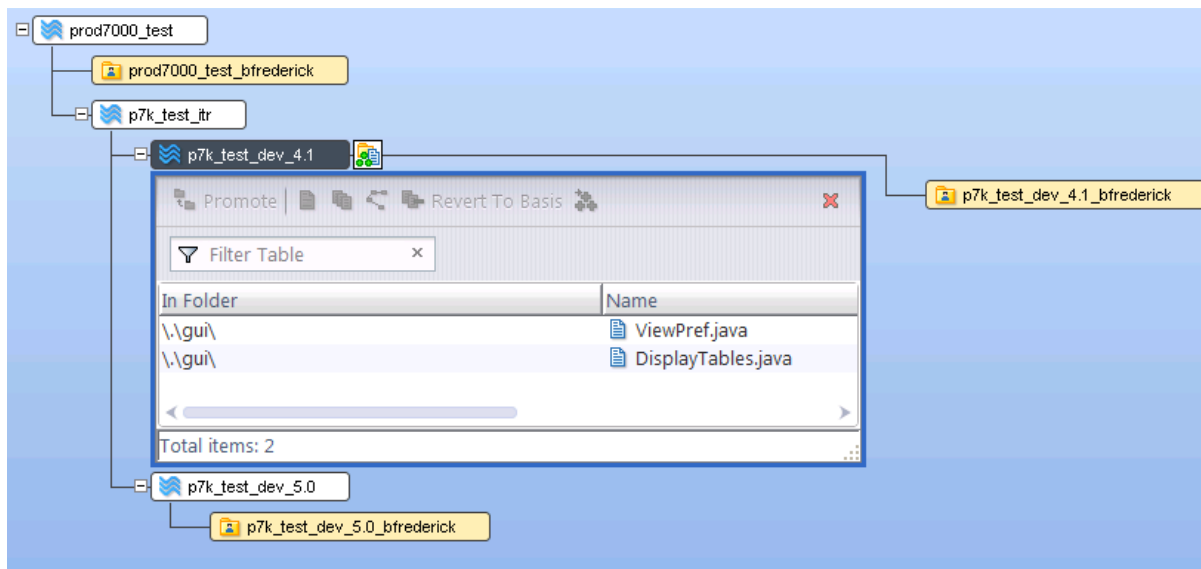 prod7000_test
prod7000_test_bfrederick
p7k_test_itr
p7k_test_dev_4.1
p7k_test_dev_4.1_bfrederick
Promote Revert To Basis
Filter Table
In Folder Name
\.\gui\ ViewPref.java
\.\gui\ DisplayTables.java
Total items: 2
p7k_test_dev_5.0
p7k_test_dev_5.0_bfrederick